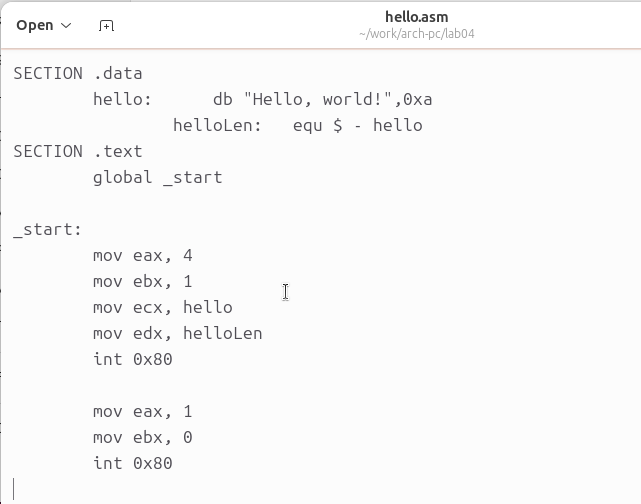 Open
hello.asm
~/work/arch-pc/lab04
SECTION .data
hello: db "Hello, world!",0xa
helloLen: equ $ - hello
SECTION .text
global _start
_start:
mov eax, 4
mov ebx, 1
mov ecx, hello
mov edx, helloLen
int 0x80
mov eax, 1
mov ebx, 0
int 0x80